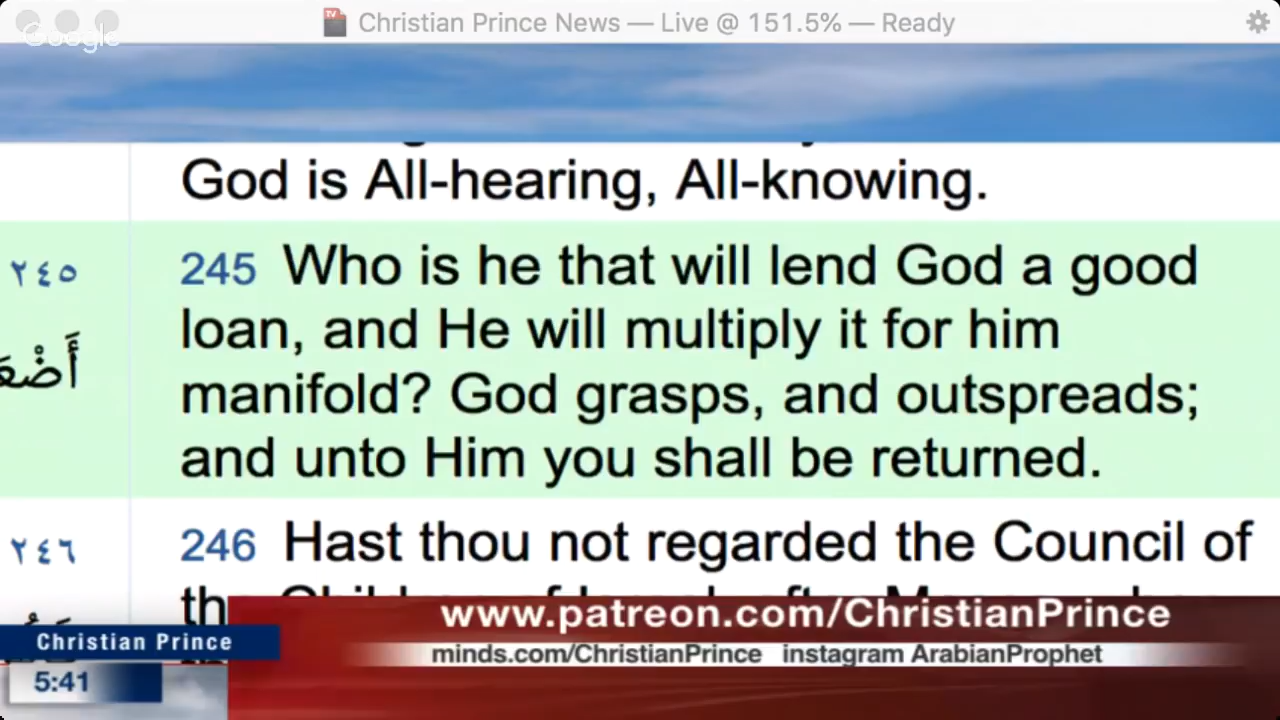 Christian Prince News — Live @ 151.5% — Ready
Google
God is All-hearing, All-knowing.
٢٤٥
245 Who is he that will lend God a good
loan, and He will multiply it for him
manifold? God grasps, and outspreads;
and unto Him you shall be returned.
٢٤٦
246 Hast thou not regarded the Council of
www.patreon.com/ChristianPrince
Christian Prince
minds.com/ChristianPrince instagram ArabianProphet
5:41